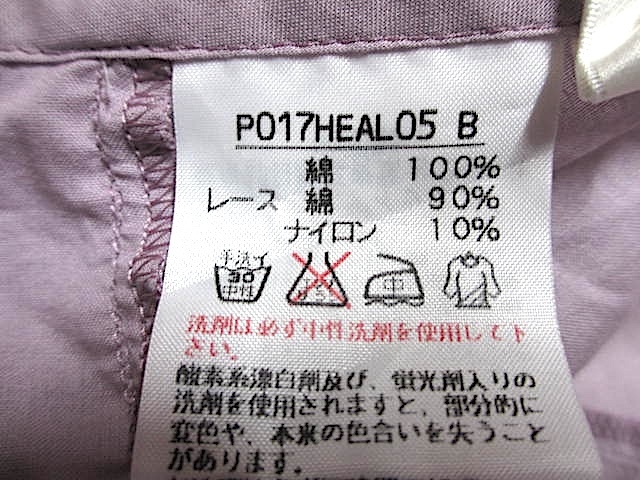 P017HEAL05 B
綿 100%
レース 綿 90%
ナイロン 10%
手洗イ
30
中性
中
洗剤は必ず中性洗剤を使用して下
さい。
酸素系漂白剤及び、蛍光剤入りの
洗剤を使用されますと、部分的に
変色や、本来の色合いを失うこと
があります。